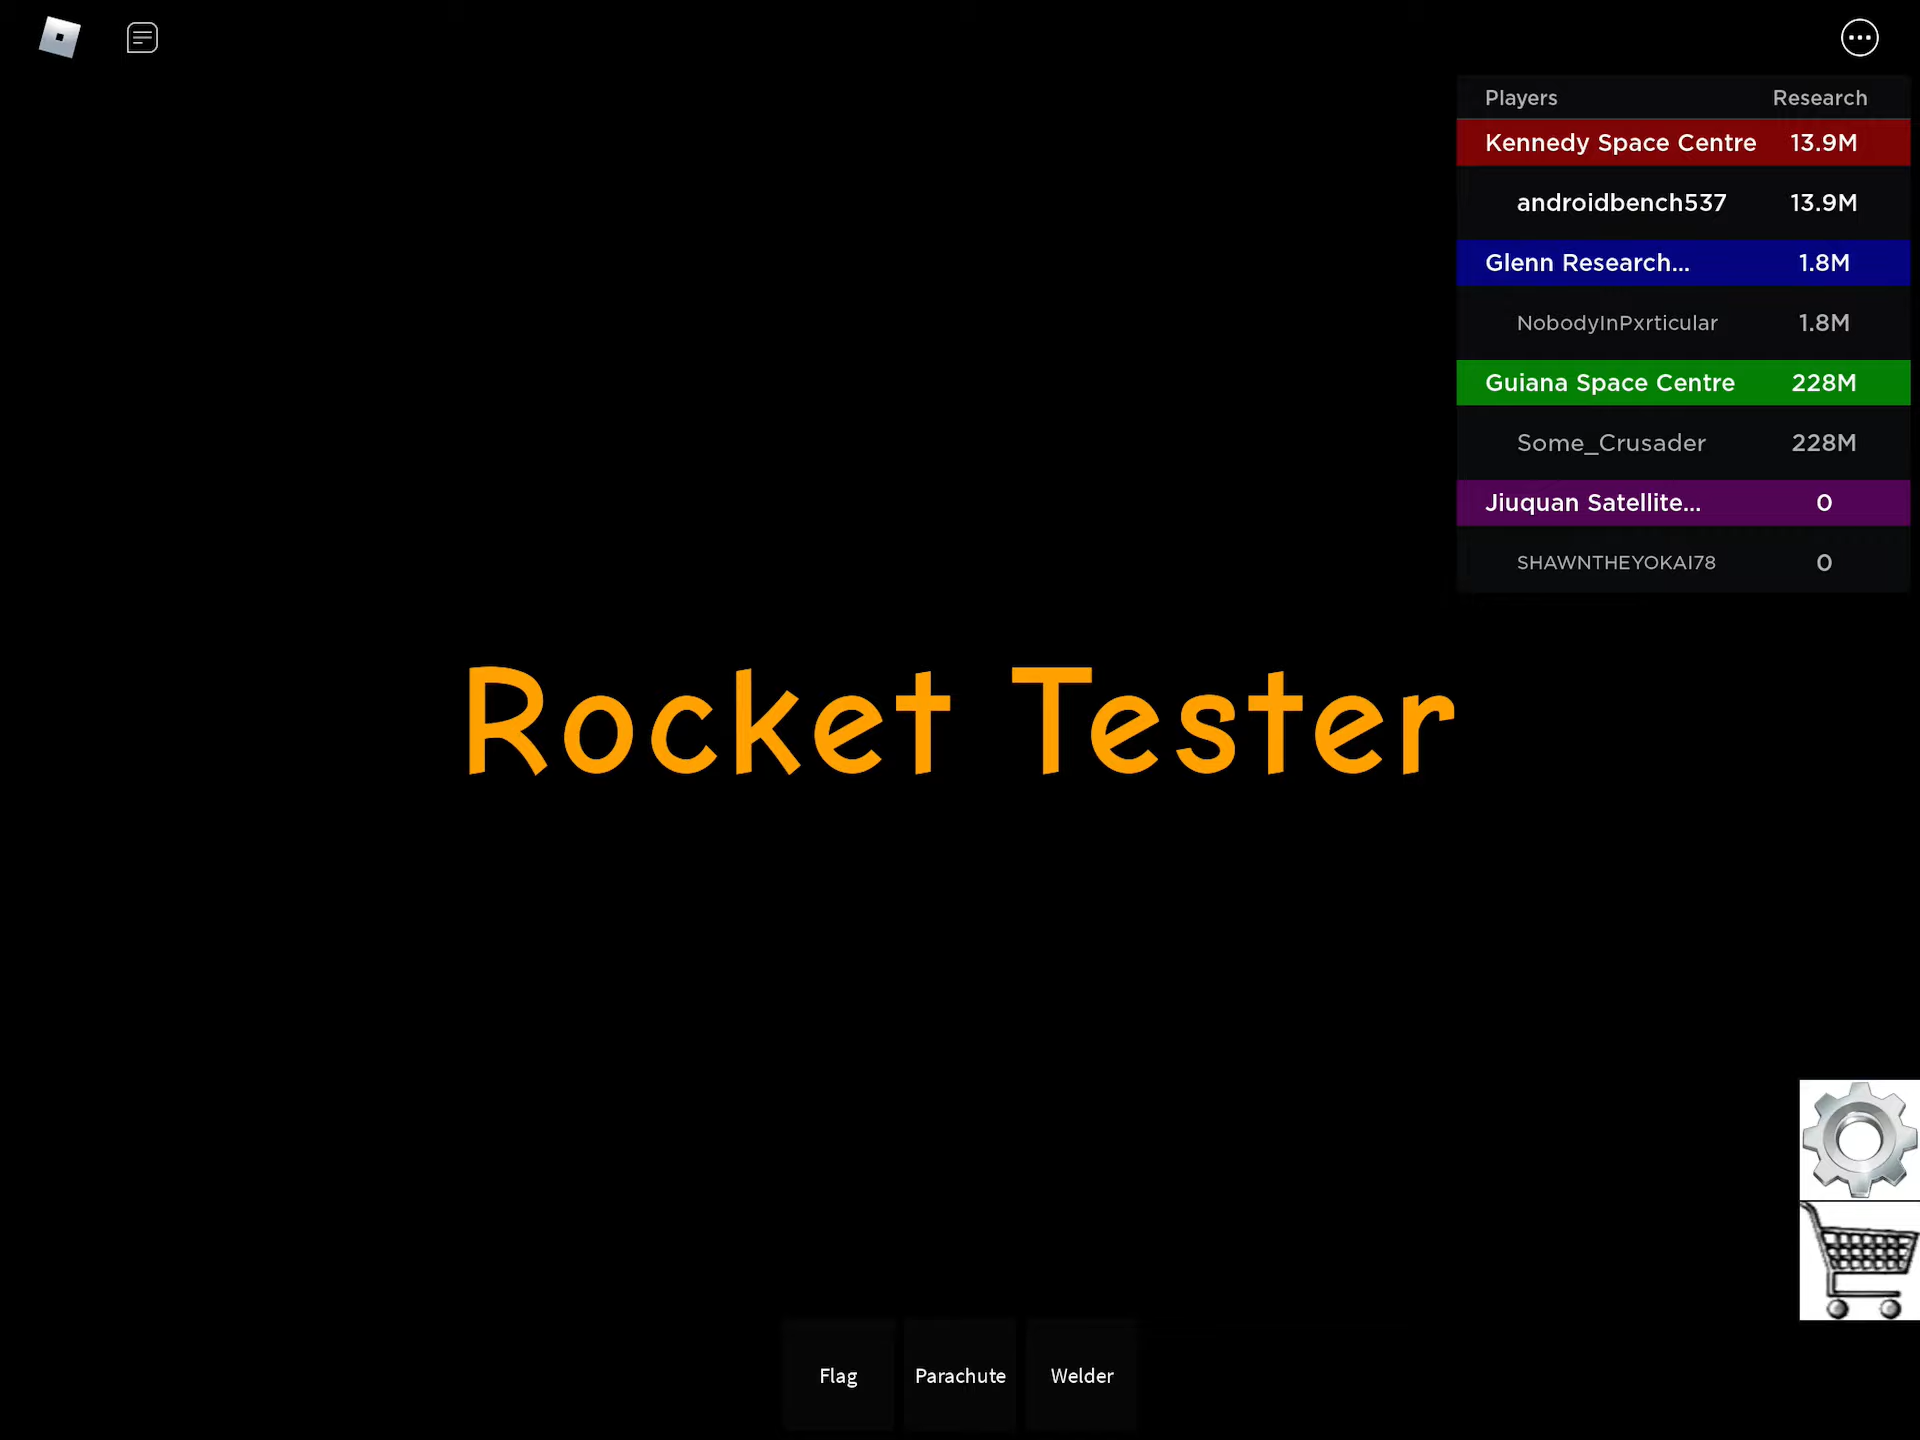 Players Research
Kennedy Space Centre 13.9M
androidbench537 13.9M
Glenn Research... 1.8M
NobodyInPxrticular 1.8M
Guiana Space Centre 228M
Some_Crusader 228M
Jiuquan Satellite... 0
SHAWNTHEYOKAI78 0
Rocket Tester
Flag Parachute Welder